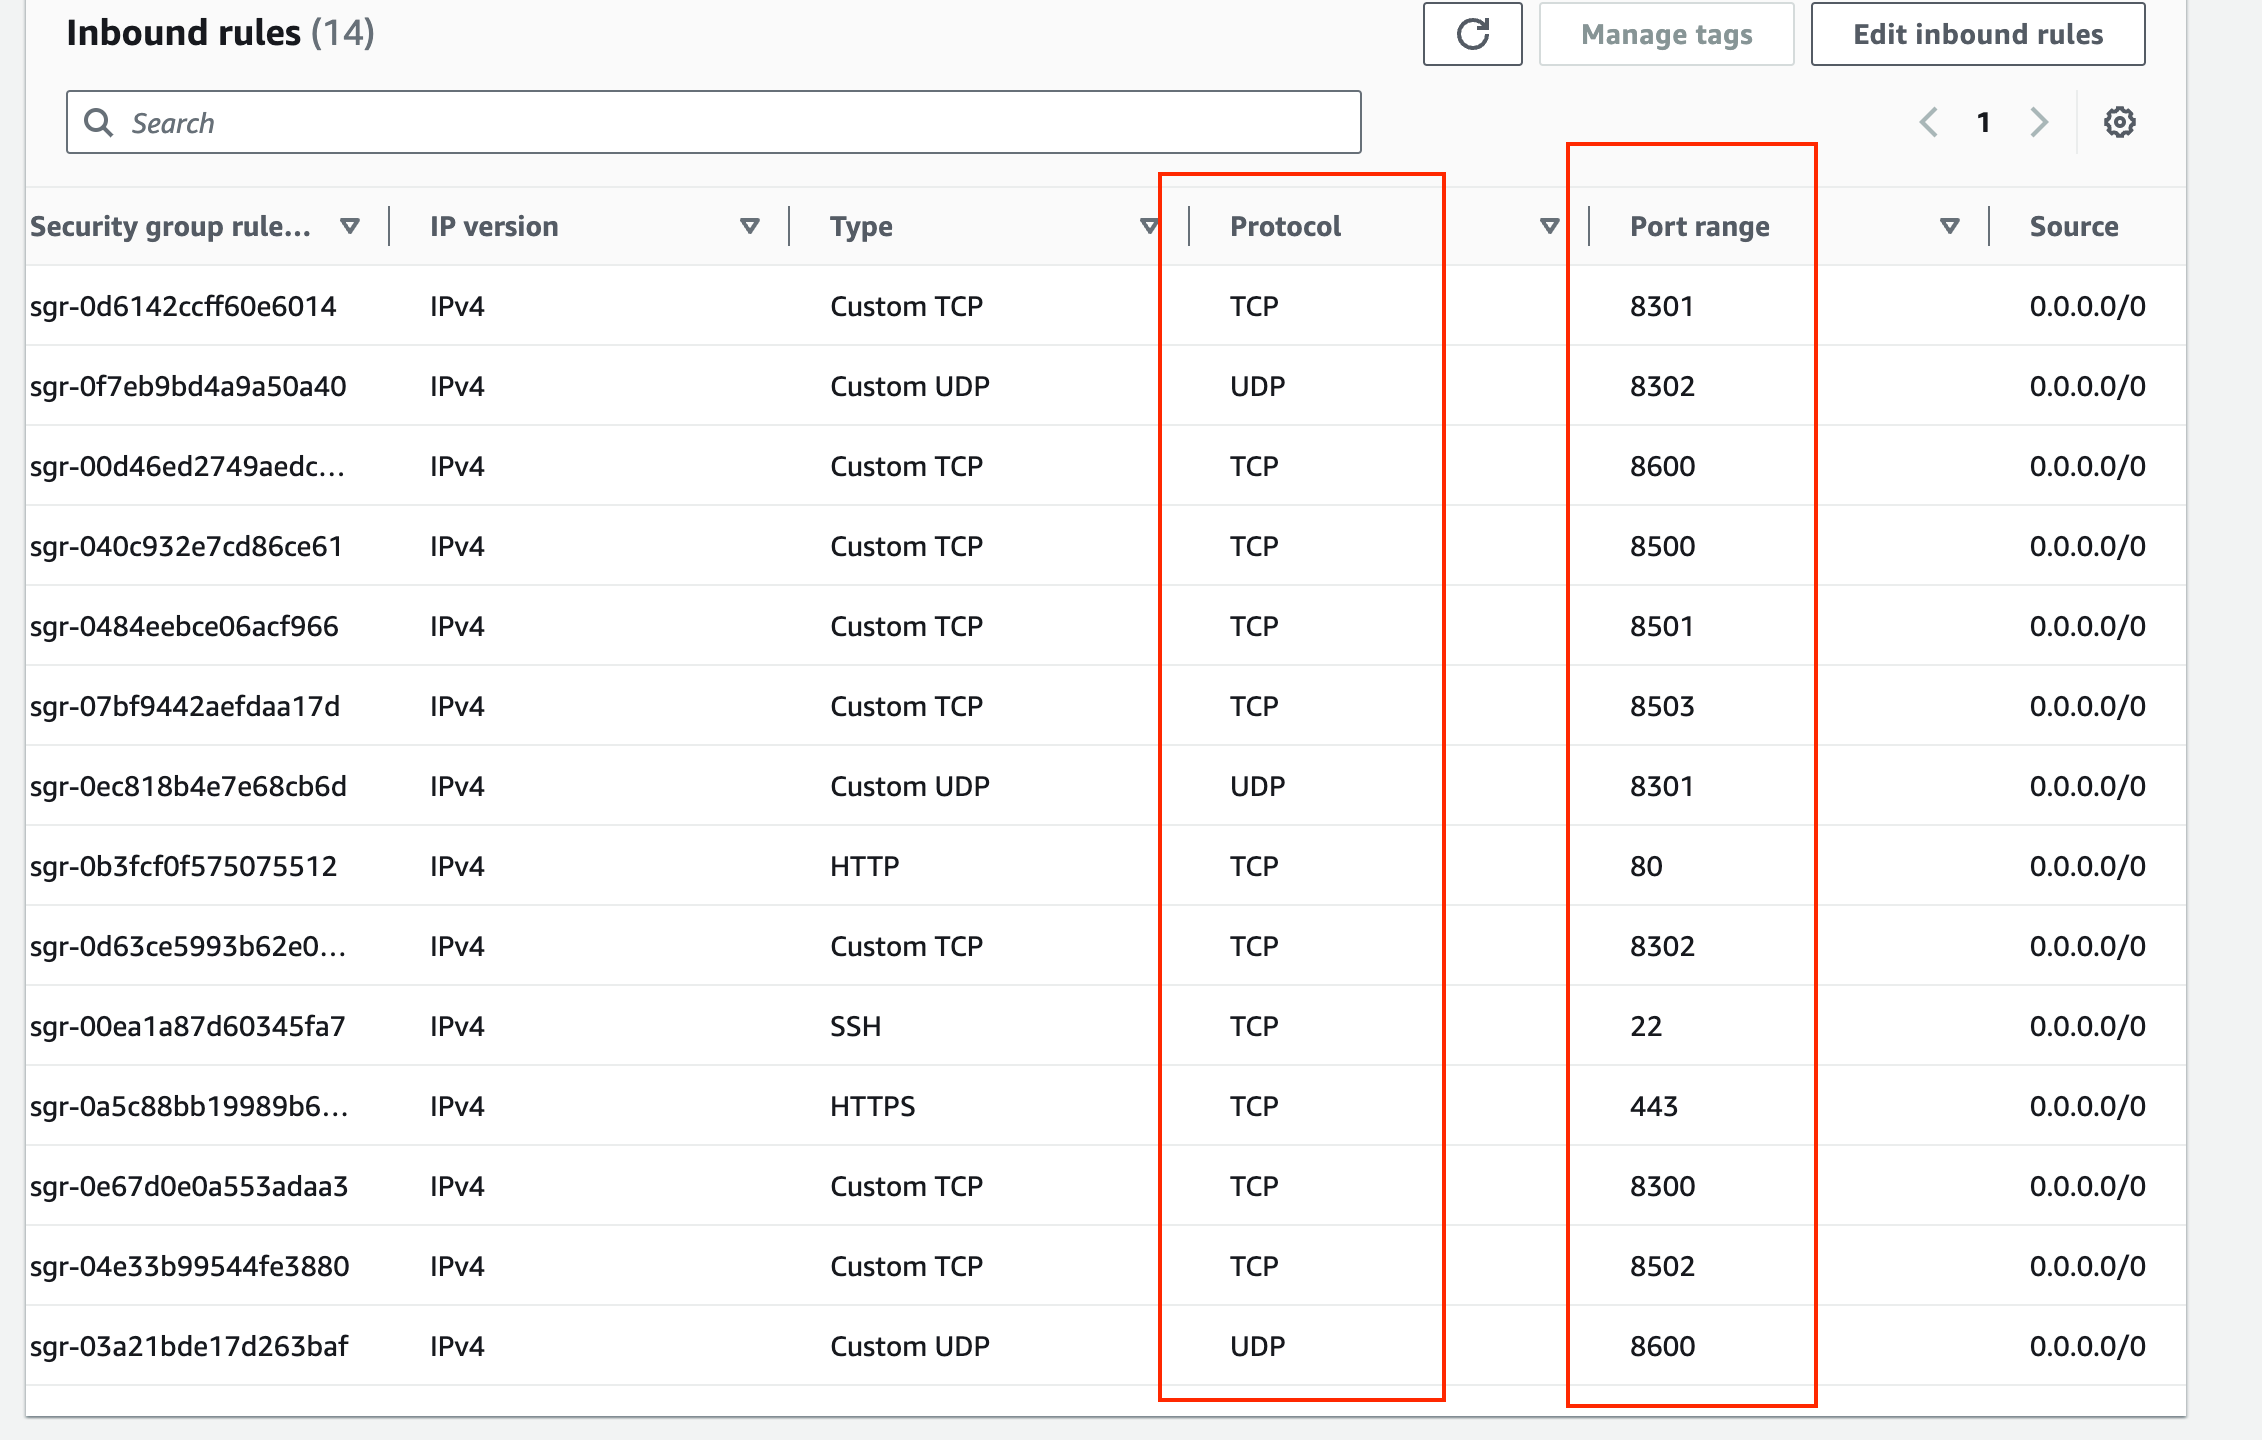 Inbound rules (14)
Manage tags
Edit inbound rules
Search
1
Security group rule... IP version Type Protocol Port range Source
sgr-0d6142ccff60e6014 IPv4 Custom TCP TCP 8301 0.0.0.0/0
sgr-0f7eb9bd4a9a50a40 IPv4 Custom UDP UDP 8302 0.0.0.0/0
sgr-00d46ed2749aedc... IPv4 Custom TCP TCP 8600 0.0.0.0/0
sgr-040c932e7cd86ce61 IPv4 Custom TCP TCP 8500 0.0.0.0/0
sgr-0484eebce06acf966 IPv4 Custom TCP TCP 8501 0.0.0.0/0
sgr-07bf9442aefdaa17d IPv4 Custom TCP TCP 8503 0.0.0.0/0
sgr-0ec818b4e7e68cb6d IPv4 Custom UDP UDP 8301 0.0.0.0/0
sgr-0b3fcf0f575075512 IPv4 HTTP TCP 80 0.0.0.0/0
sgr-0d63ce5993b62e0... IPv4 Custom TCP TCP 8302 0.0.0.0/0
sgr-00ea1a87d60345fa7 IPv4 SSH TCP 22 0.0.0.0/0
sgr-0a5c88bb19989b6... IPv4 HTTPS TCP 443 0.0.0.0/0
sgr-0e67d0e0a553adaa3 IPv4 Custom TCP TCP 8300 0.0.0.0/0
sgr-04e33b99544fe3880 IPv4 Custom TCP TCP 8502 0.0.0.0/0
sgr-03a21bde17d263baf IPv4 Custom UDP UDP 8600 0.0.0.0/0